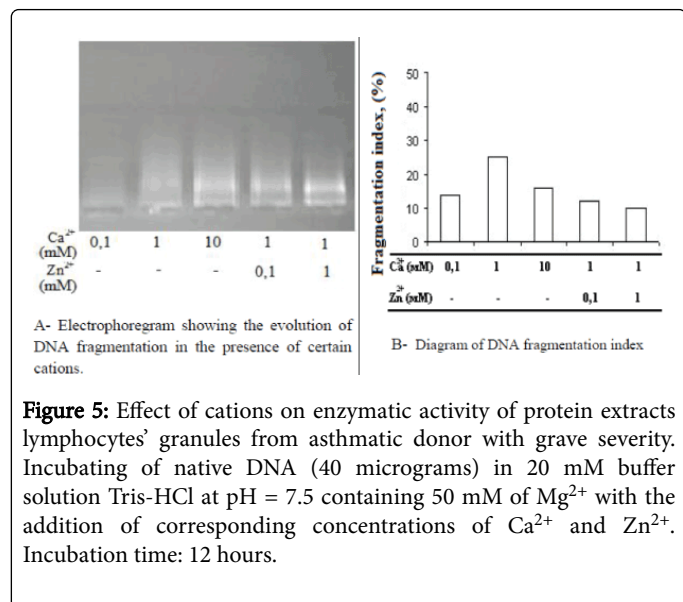 Ca²⁺ (mM) 0,1 1 10 1 1
Zn²⁺ (mM) - - - 0,1 1
A- Electrophoregram showing the evolution of
DNA fragmentation in the presence of certain
cations.
Fragmentation index, (%)
50
40
30
20
10
0
Ca²⁺ (мM) 0,1 1 10 1 1
Zn²⁺ (мM) - - - 0,1 1
B- Diagram of DNA fragmentation index
Figure 5: Effect of cations on enzymatic activity of protein extracts
lymphocytes’ granules from asmathic donor with grave severity.
Incubating of native DNA (40 micrograms) in 20 mM buffer
solution Tris-HCl at pH = 7.5 containing 50 mM of Mg²⁺ with the
addition of corresponding concentrations of Ca²⁺ and Zn²⁺.
Incubation time: 12 hours.